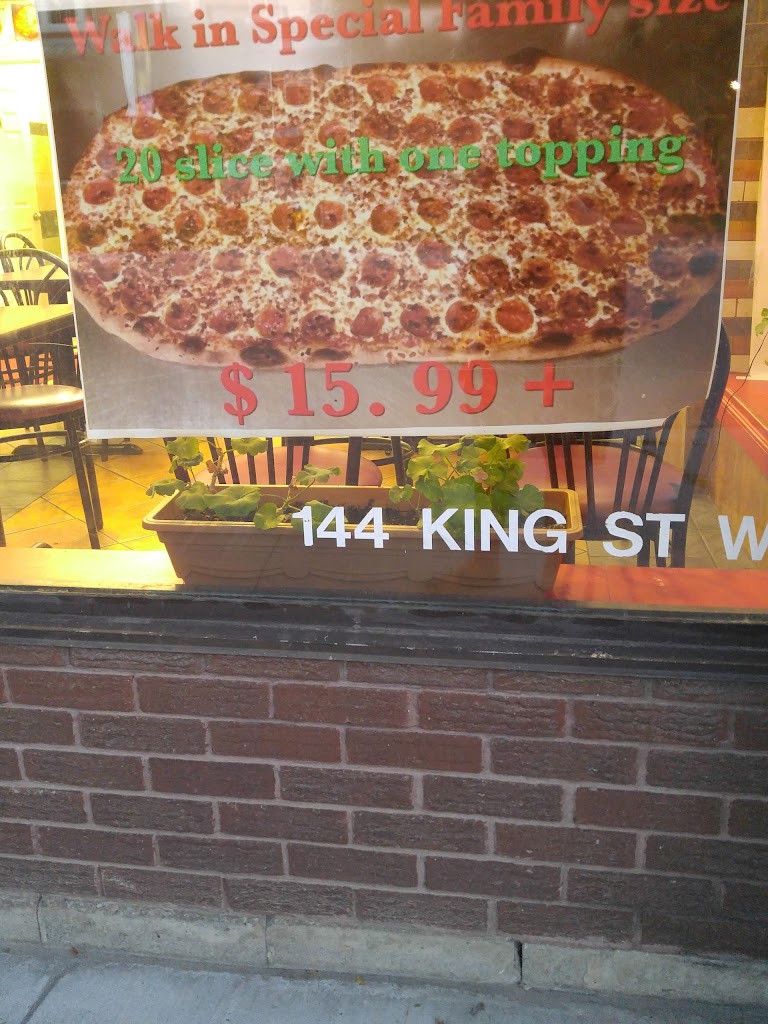 Walk in Special Family size
20 slice with one topping
$ 15. 99 +
144 KING ST W